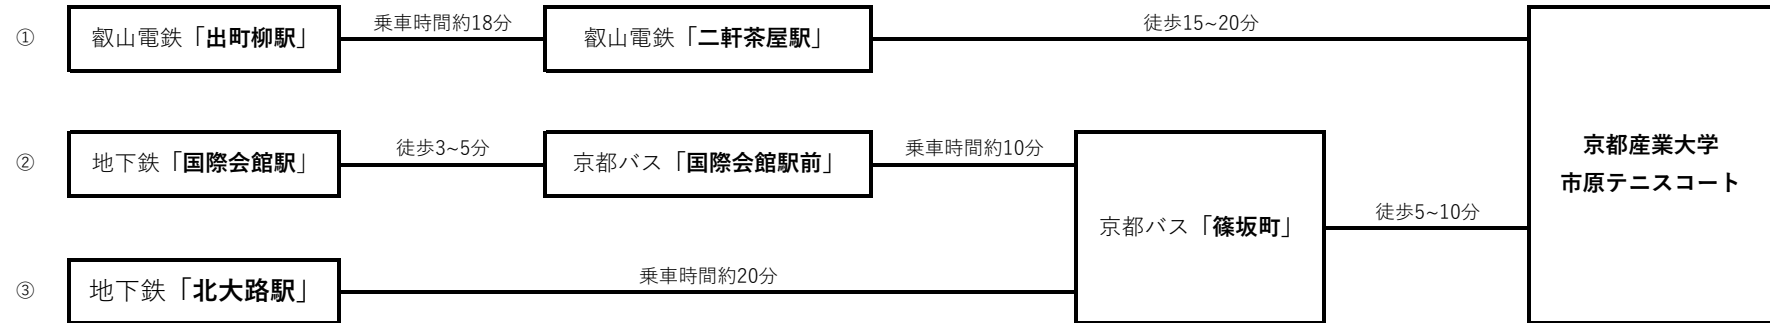 ① 叡山電鉄「出町柳駅」 乗車時間約18分 叡山電鉄「二軒茶屋駅」 徒歩15~20分
② 地下鉄「国際会館駅」 徒歩3~5分 京都バス「国際会館駅前」 乗車時間約10分
京都バス「篠坂町」 徒歩5~10分
京都産業大学
市原テニスコート
③ 地下鉄「北大路駅」 乗車時間約20分